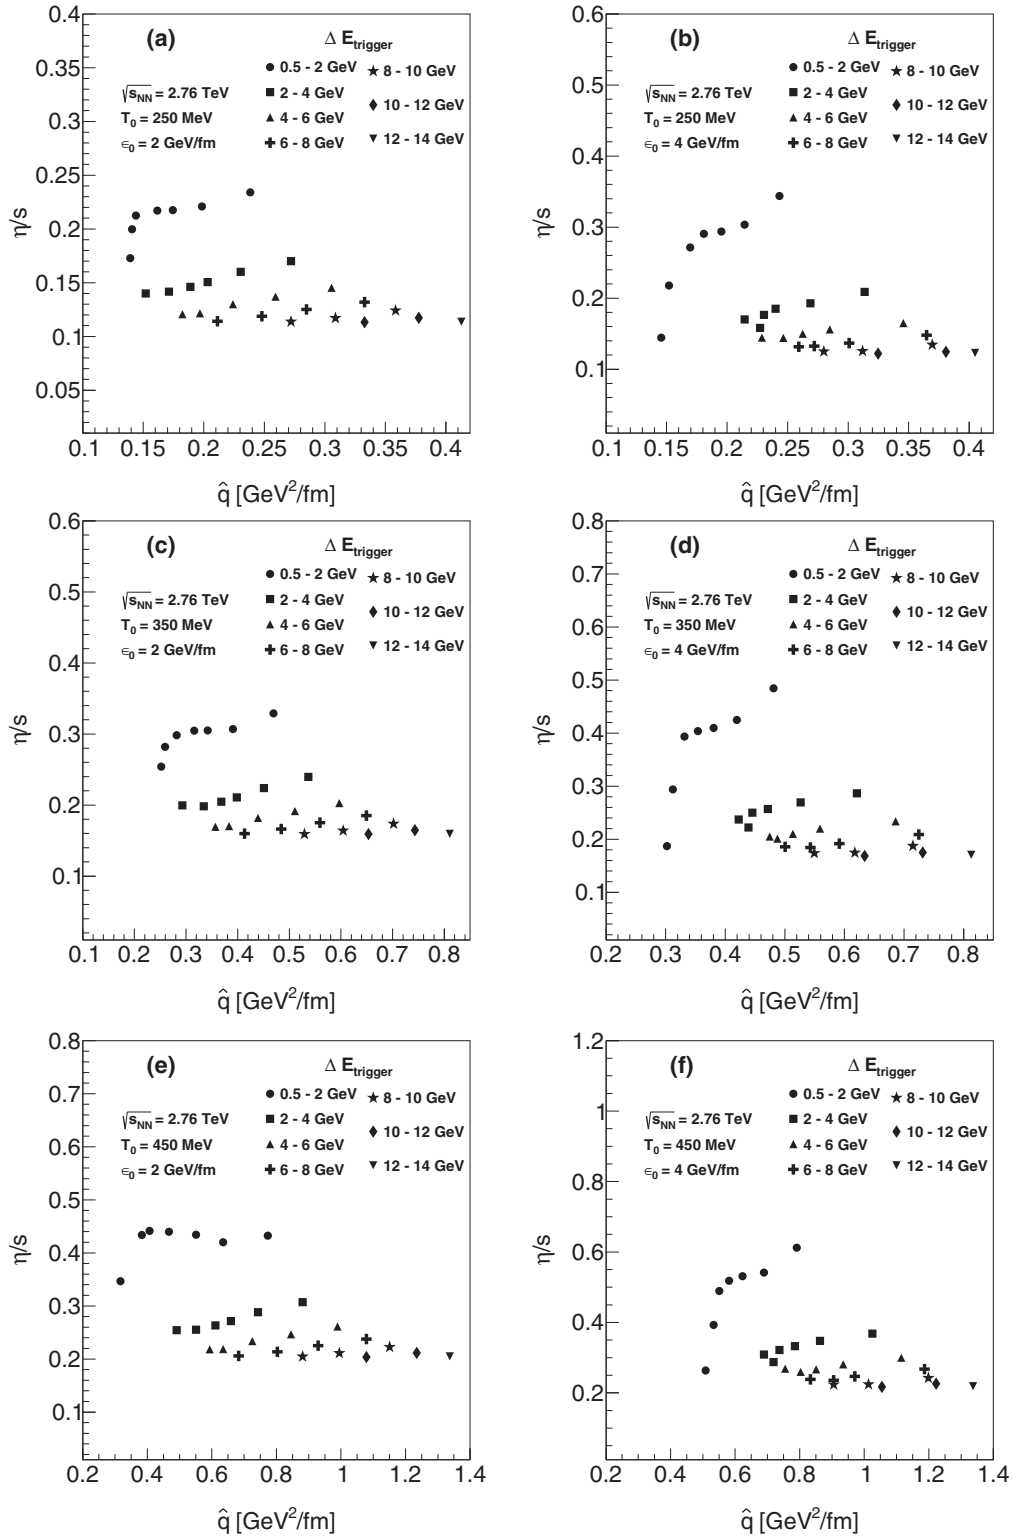 (a)
Δ E_trigger
0.5 - 2 GeV
2 - 4 GeV
4 - 6 GeV
6 - 8 GeV
8 - 10 GeV
10 - 12 GeV
12 - 14 GeV
√s_NN = 2.76 TeV
T_0 = 250 MeV
ϵ_0 = 2 GeV/fm
η/s
0.4
0.35
0.3
0.25
0.2
0.15
0.1
0.05
0.1 0.15 0.2 0.25 0.3 0.35 0.4
q̂ [GeV²/fm]
(b)
Δ E_trigger
0.5 - 2 GeV
2 - 4 GeV
4 - 6 GeV
6 - 8 GeV
8 - 10 GeV
10 - 12 GeV
12 - 14 GeV
√s_NN = 2.76 TeV
T_0 = 250 MeV
ϵ_0 = 4 GeV/fm
η/s
0.6
0.5
0.4
0.3
0.2
0.1
0.1 0.15 0.2 0.25 0.3 0.35 0.4
q̂ [GeV²/fm]
(c)
Δ E_trigger
0.5 - 2 GeV
2 - 4 GeV
4 - 6 GeV
6 - 8 GeV
8 - 10 GeV
10 - 12 GeV
12 - 14 GeV
√s_NN = 2.76 TeV
T_0 = 350 MeV
ϵ_0 = 2 GeV/fm
η/s
0.6
0.5
0.4
0.3
0.2
0.1
0.1 0.2 0.3 0.4 0.5 0.6 0.7 0.8
q̂ [GeV²/fm]
(d)
Δ E_trigger
0.5 - 2 GeV
2 - 4 GeV
4 - 6 GeV
6 - 8 GeV
8 - 10 GeV
10 - 12 GeV
12 - 14 GeV
√s_NN = 2.76 TeV
T_0 = 350 MeV
ϵ_0 = 4 GeV/fm
η/s
0.8
0.7
0.6
0.5
0.4
0.3
0.2
0.1
0.2 0.3 0.4 0.5 0.6 0.7 0.8
q̂ [GeV²/fm]
(e)
Δ E_trigger
0.5 - 2 GeV
2 - 4 GeV
4 - 6 GeV
6 - 8 GeV
8 - 10 GeV
10 - 12 GeV
12 - 14 GeV
√s_NN = 2.76 TeV
T_0 = 450 MeV
ϵ_0 = 2 GeV/fm
η/s
0.8
0.7
0.6
0.5
0.4
0.3
0.2
0.1
0.2 0.4 0.6 0.8 1 1.2 1.4
q̂ [GeV²/fm]
(f)
Δ E_trigger
0.5 - 2 GeV
2 - 4 GeV
4 - 6 GeV
6 - 8 GeV
8 - 10 GeV
10 - 12 GeV
12 - 14 GeV
√s_NN = 2.76 TeV
T_0 = 450 MeV
ϵ_0 = 4 GeV/fm
η/s
1.2
1
0.8
0.6
0.4
0.2
0.2 0.4 0.6 0.8 1 1.2 1.4
q̂ [GeV²/fm]